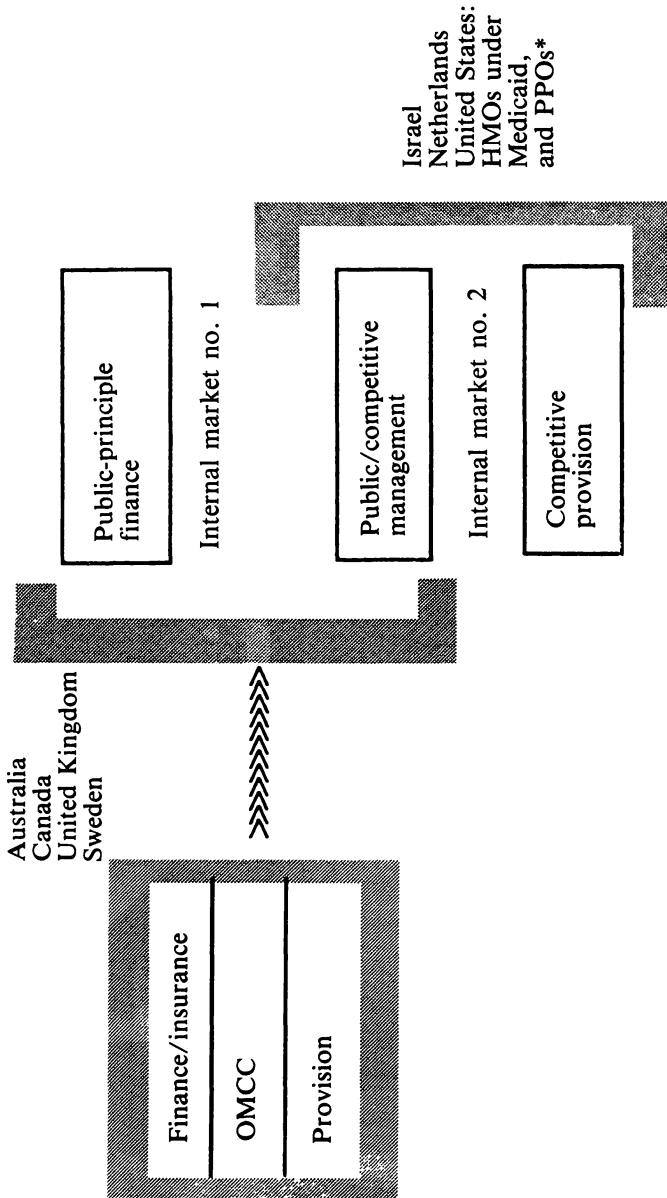 Finance/insurance
OMCC
Provision
Australia
Canada
United Kingdom
Sweden
Public-principle
finance
Internal market no. 1
Public/competitive
management
Internal market no. 2
Competitive
provision
Israel
Netherlands
United States:
HMOs under
Medicaid,
and PPOs*